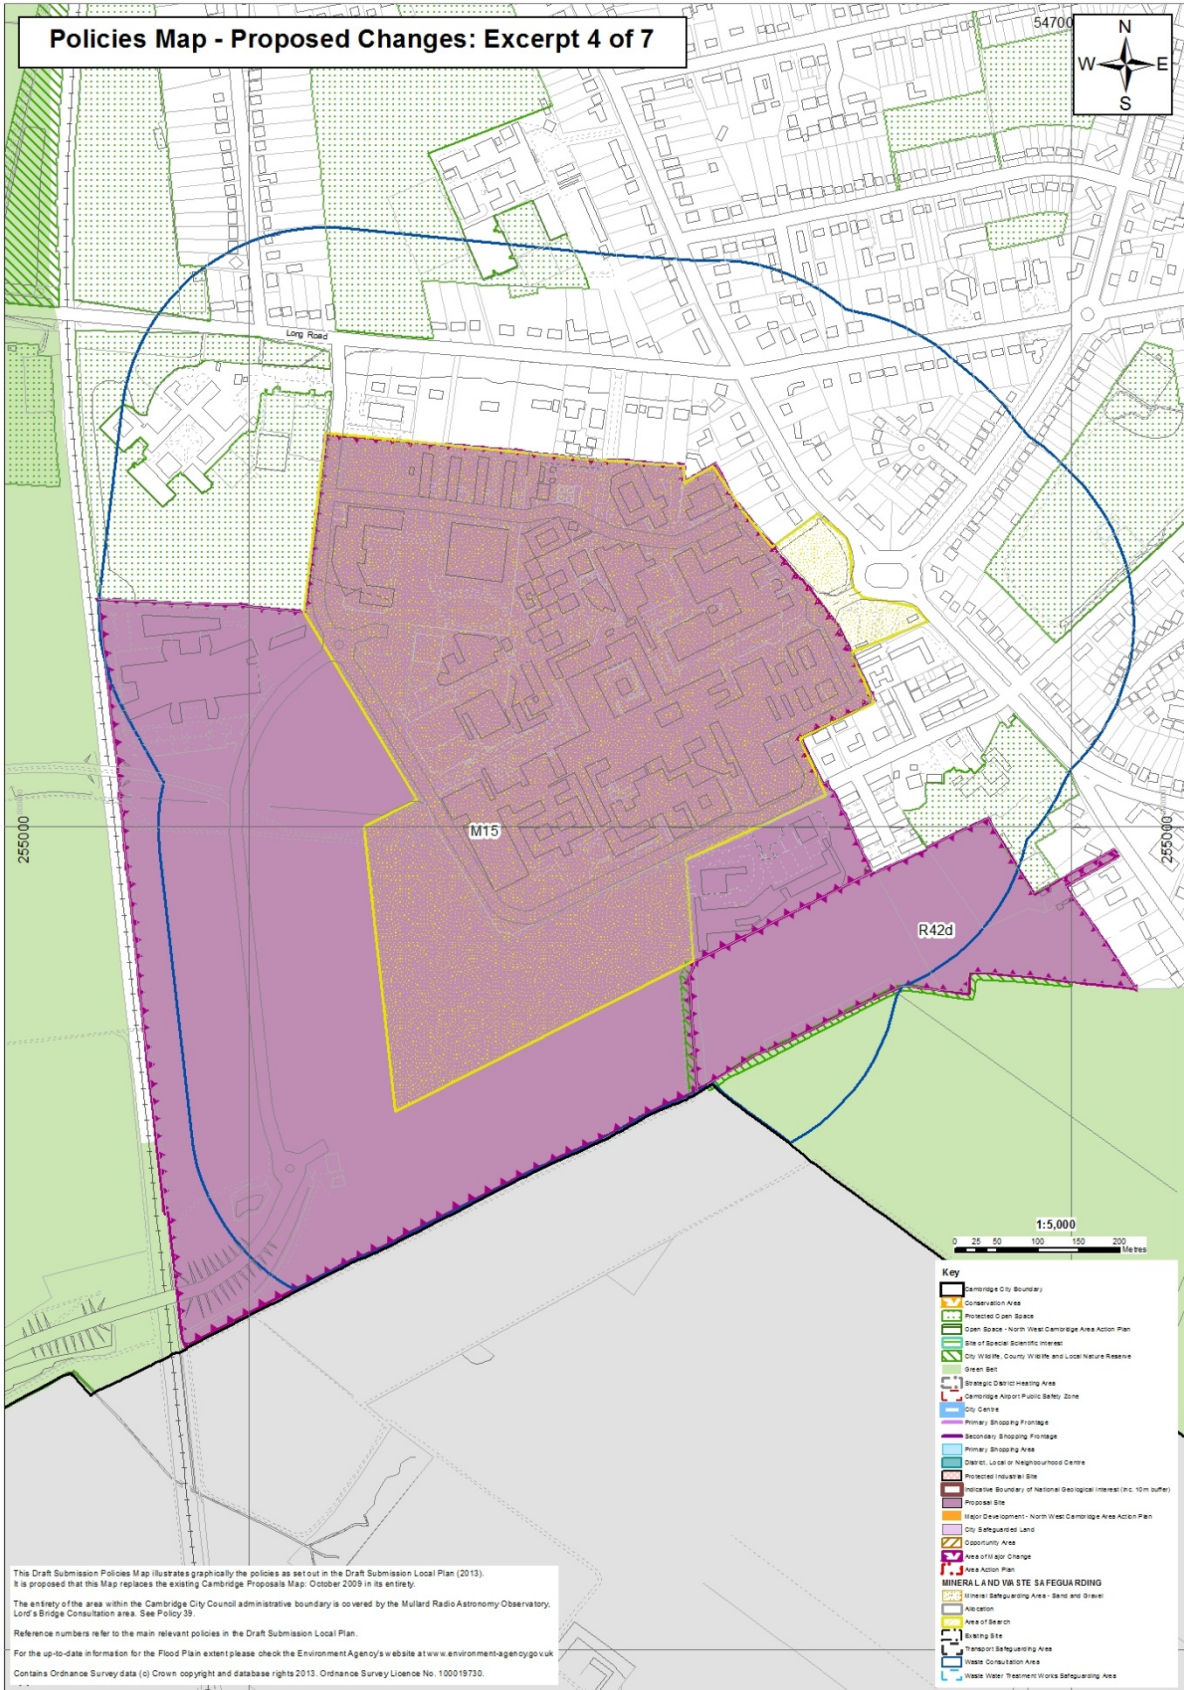 Policies Map - Proposed Changes: Excerpt 4 of 7
54700
N
W E
S
Long Road
255000
M15
255000
R42d
1:5,000
0 25 50 100 150 200
Metres
Key
Cambridge City Boundary
Conservation Area
Protected Open Space
Open Space - North West Cambridge Area Action Plan
Site of Special Scientific Interest
City Wildlife, County Wildlife and Local Nature Reserve
Green Belt
Strategic District Heating Area
Cambridge Airport Public Safety Zone
City Centre
Primary Shopping Frontage
Secondary Shopping Frontage
Primary Shopping Area
District, Local or Neighbourhood Centre
Protected Industrial Site
Indicative Boundary of National Geological Interest (inc. 10m buffer)
Proposal Site
Major Development - North West Cambridge Area Action Plan
City Safeguarded Land
Opportunity Area
Area of Major Change
Area Action Plan
MINERAL AND WASTE SAFEGUARDING
Mineral Safeguarding Area - Sand and Gravel
Allocation
Area of Search
Existing Site
Transport Safeguarding Area
Waste Consultation Area
Waste Water Treatment Works Safeguarding Area
This Draft Submission Policies Map illustrates graphically the policies as set out in the Draft Submission Local Plan (2013).
It is proposed that this Map replaces the existing Cambridge Proposals Map: October 2009 in its entirety.
The entirety of the area within the Cambridge City Council administrative boundary is covered by the Mullard Radio Astronomy Observatory,
Lord's Bridge Consultation area. See Policy 39.
Reference numbers refer to the main relevant policies in the Draft Submission Local Plan.
For the up-to-date information for the Flood Plain extent please check the Environment Agency's website at www.environment-agency.gov.uk
Contains Ordnance Survey data (c) Crown copyright and database rights 2013. Ordnance Survey Licence No. 100019730.